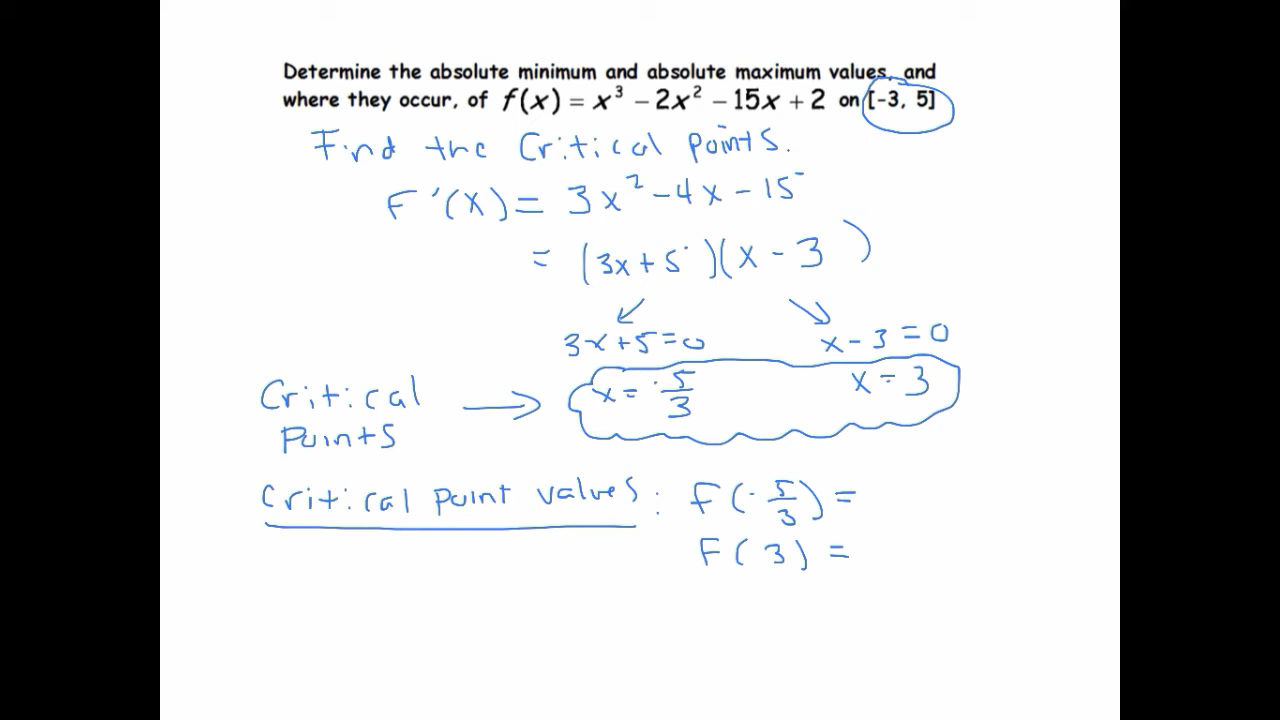 Determine the absolute minimum and absolute maximum values, and
where they occur, of f(x) = x³ − 2x² − 15x + 2 on [-3, 5]
Find the Critical points.
F'(x) = 3x² - 4x - 15
= (3x + 5)(x - 3)
3x + 5 = 0 x - 3 = 0
x = -5/3 x = 3
Critical
Points
Critical point values: F(-5/3) =
F(3) =